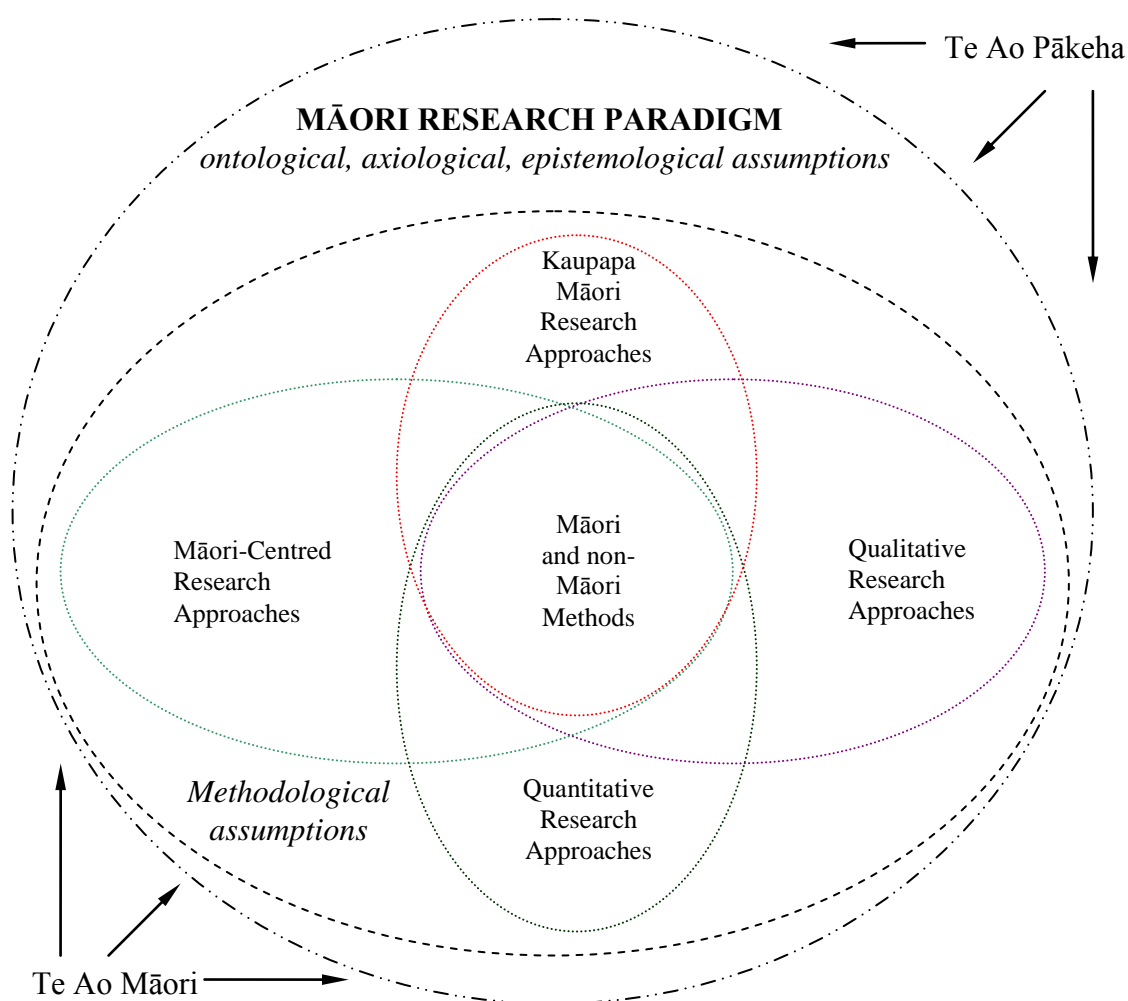 Te Ao Pākeha
MĀORI RESEARCH PARADIGM
ontological, axiological, epistemological assumptions
Kaupapa
Māori
Research
Approaches
Māori-Centred
Research
Approaches
Māori
and non-
Māori
Methods
Qualitative
Research
Approaches
Methodological
assumptions
Quantitative
Research
Approaches
Te Ao Māori